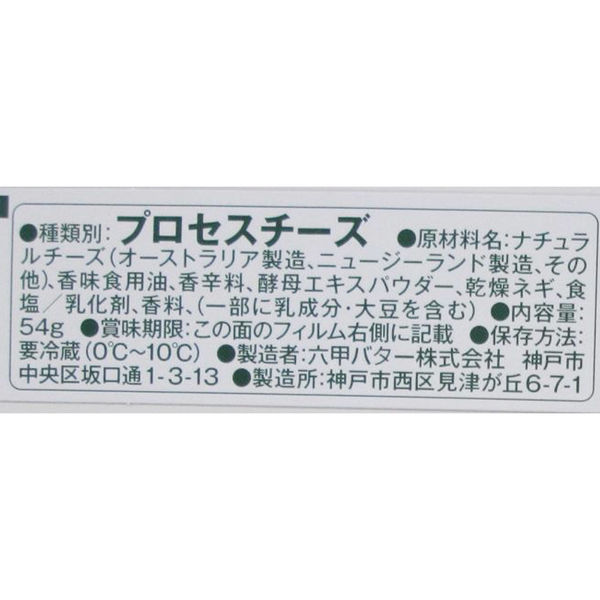 ●種類別:プロセスチーズ ●原材料名:ナチュラ
ルチーズ(オーストラリア製造、ニュージーランド製造、その
他)、香味食用油、香辛料、酵母エキスパウダー、乾燥ネギ、食
塩／乳化剤、香料、(一部に乳成分・大豆を含む) ●内容量:
54g ●賞味期限:この面のフィルム右側に記載 ●保存方法:
要冷蔵(0℃~10℃) ●製造者:六甲バター株式会社 神戸市
中央区坂口通1-3-13 ●製造所:神戸市西区見津が丘6-7-1